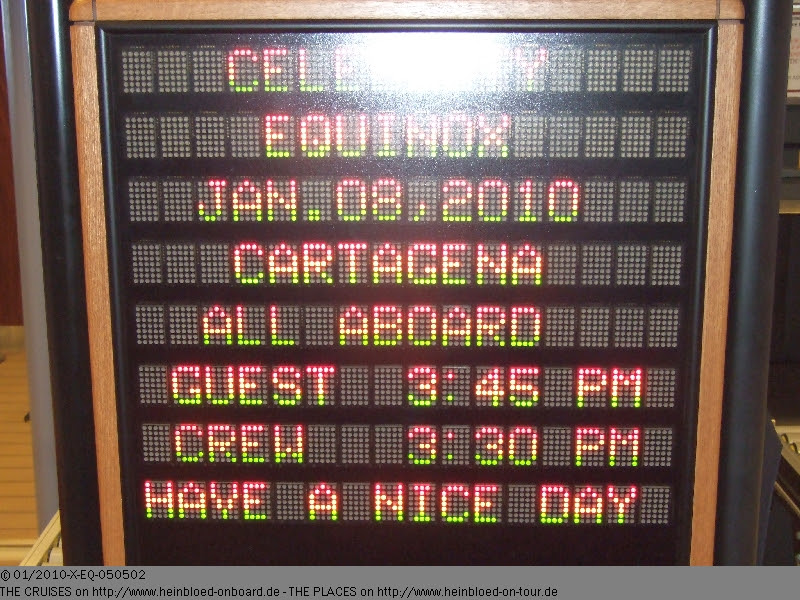 EQUINOX
JAN.08,2010
CARTAGENA
ALL ABOARD
GUEST 3:45 PM
CREW 3:30 PM
HAVE A NICE DAY
© 01/2010-X-EQ-050502
THE CRUISES on http://www.heinbloed-onboard.de - THE PLACES on http://www.heinbloed-on-tour.de